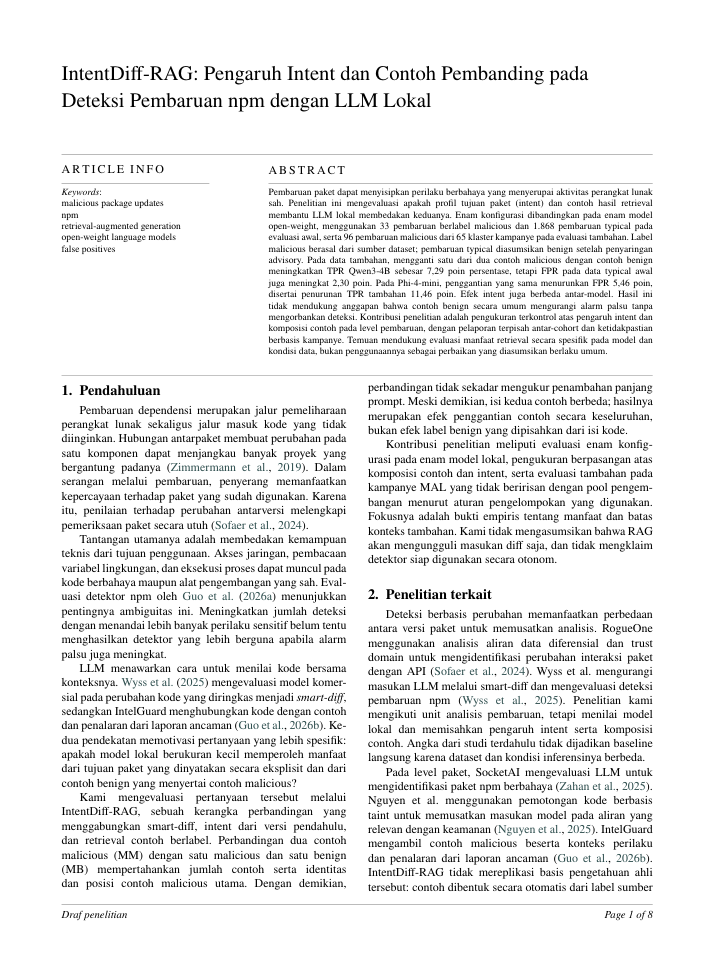 IntentDiff-RAG: Pengaruh Intent dan Contoh Pembanding pada
Deteksi Pembaruan npm dengan LLM Lokal
ARTICLE INFO
Keywords:
malicious package updates
npm
retrieval-augmented generation
open-weight language models
false positives
ABSTRACT
Pembaruan paket dapat menyisipkan perilaku berbahaya yang menyerupai aktivitas perangkat lunak
sah. Penelitian ini mengevaluasi apakah profil tujuan paket (intent) dan contoh hasil retrieval
membantu LLM lokal membedakan keduanya. Enam konfigurasi dibandingkan pada enam model
open-weight, menggunakan 33 pembaruan berlabel malicious dan 1.868 pembaruan typical pada
evaluasi awal, serta 96 pembaruan malicious dari 65 klaster kampanye pada evaluasi tambahan. Label
malicious berasal dari sumber dataset; pembaruan typical diasumsikan benign setelah penyaringan
advisory. Pada data tambahan, mengganti satu dari dua contoh malicious dengan contoh benign
meningkatkan TPR Qwen3-4B sebesar 7,29 poin persentase, tetapi FPR pada data typical awal
juga meningkat 2,30 poin. Pada Phi-4-mini, penggantian yang sama menurunkan FPR 5,46 poin,
disertai penurunan TPR tambahan 11,46 poin. Efek intent juga berbeda antar-model. Hasil ini
tidak mendukung anggapan bahwa contoh benign secara umum mengurangi alarm palsu tanpa
mengorbankan deteksi. Kontribusi penelitian adalah pengukuran terkontrol atas pengaruh intent dan
komposisi contoh pada level pembaruan, dengan pelaporan terpisah antar-cohort dan ketidakpastian
berbasis kampanye. Temuan mendukung evaluasi manfaat retrieval secara spesifik pada model dan
kondisi data, bukan penggunaannya sebagai perbaikan yang diasumsikan berlaku umum.
1. Pendahuluan
Pembaruan dependensi merupakan jalur pemeliharaan
perangkat lunak sekaligus jalur masuk kode yang tidak
diinginkan. Hubungan antarpaket membuat perubahan pada
satu komponen dapat menjangkau banyak proyek yang
bergantung padanya (Zimmermann et al., 2019). Dalam
serangan melalui pembaruan, penyerang memanfaatkan
kepercayaan terhadap paket yang sudah digunakan. Karena
itu, penilaian terhadap perubahan antarversi melengkapi
pemeriksaan paket secara utuh (Sofaer et al., 2024).
Tantangan utamanya adalah membedakan kemampuan
teknis dari tujuan penggunaan. Akses jaringan, pembacaan
variabel lingkungan, dan eksekusi proses dapat muncul pada
kode berbahaya maupun alat pengembangan yang sah. Eval-
uasi detektor npm oleh Guo et al. (2026a) menunjukkan
pentingnya ambiguitas ini. Meningkatkan jumlah deteksi
dengan menandai lebih banyak perilaku sensitif belum tentu
menghasilkan detektor yang lebih berguna apabila alarm
palsu juga meningkat.
LLM menawarkan cara untuk menilai kode bersama
konteksnya. Wyss et al. (2025) mengevaluasi model komer-
sial pada perubahan kode yang diringkas menjadi smart-diff,
sedangkan IntelGuard menghubungkan kode dengan contoh
dan penalaran dari laporan ancaman (Guo et al., 2026b). Ke-
dua pendekatan memotivasi pertanyaan yang lebih spesifik:
apakah model lokal berukuran kecil memperoleh manfaat
dari tujuan paket yang dinyatakan secara eksplisit dan dari
contoh benign yang menyertai contoh malicious?
Kami mengevaluasi pertanyaan tersebut melalui
IntentDiff-RAG, sebuah kerangka perbandingan yang
menggabungkan smart-diff, intent dari versi pendahulu,
dan retrieval contoh berlabel. Perbandingan dua contoh
malicious (MM) dengan satu malicious dan satu benign
(MB) mempertahankan jumlah contoh serta identitas
dan posisi contoh malicious utama. Dengan demikian,
perbandingan tidak sekadar mengukur penambahan panjang
prompt. Meski demikian, isi kedua contoh berbeda; hasilnya
merupakan efek penggantian contoh secara keseluruhan,
bukan efek label benign yang dipisahkan dari isi kode.
Kontribusi penelitian meliputi evaluasi enam konfig-
urasi pada enam model lokal, pengukuran berpasangan atas
komposisi contoh dan intent, serta evaluasi tambahan pada
kampanye MAL yang tidak beririsan dengan pool pengem-
bangan menurut aturan pengelompokan yang digunakan.
Fokusnya adalah bukti empiris tentang manfaat dan batas
konteks tambahan. Kami tidak mengasumsikan bahwa RAG
akan mengungguli masukan diff saja, dan tidak mengklaim
detektor siap digunakan secara otonom.
2. Penelitian terkait
Deteksi berbasis perubahan memanfaatkan perbedaan
antara versi paket untuk memusatkan analisis. RogueOne
menggunakan analisis aliran data diferensial dan trust
domain untuk mengidentifikasi perubahan interaksi paket
dengan API (Sofaer et al., 2024). Wyss et al. mengurangi
masukan LLM melalui smart-diff dan mengevaluasi deteksi
pembaruan npm (Wyss et al., 2025). Penelitian kami
mengikuti unit analisis pembaruan, tetapi menilai model
lokal dan memisahkan pengaruh intent serta komposisi
contoh. Angka dari studi terdahulu tidak dijadikan baseline
langsung karena dataset dan kondisi inferensinya berbeda.
Pada level paket, SocketAI mengevaluasi LLM untuk
mengidentifikasi paket npm berbahaya (Zahan et al., 2025).
Nguyen et al. menggunakan pemotongan kode berbasis
taint untuk memusatkan masukan model pada aliran yang
relevan dengan keamanan (Nguyen et al., 2025). IntelGuard
mengambil contoh malicious beserta konteks perilaku
dan penalaran dari laporan ancaman (Guo et al., 2026b).
IntentDiff-RAG tidak mereplikasi basis pengetahuan ahli
tersebut: contoh dibentuk secara otomatis dari label sumber
Draf penelitian
Page 1 of 8